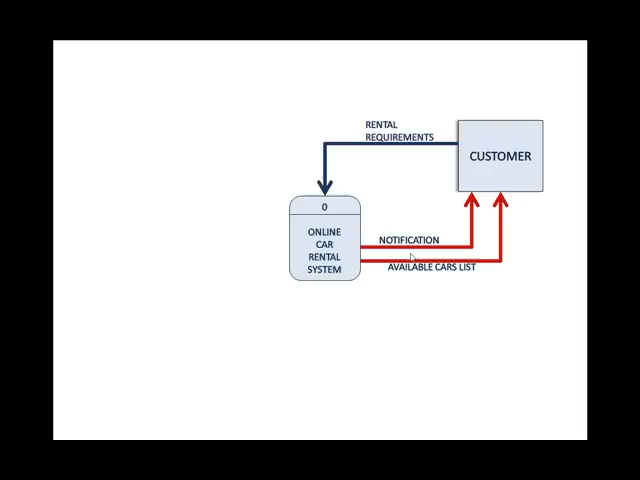 RENTAL
REQUIREMENTS
CUSTOMER
0
ONLINE
CAR
RENTAL
SYSTEM
NOTIFICATION
AVAILABLE CARS LIST